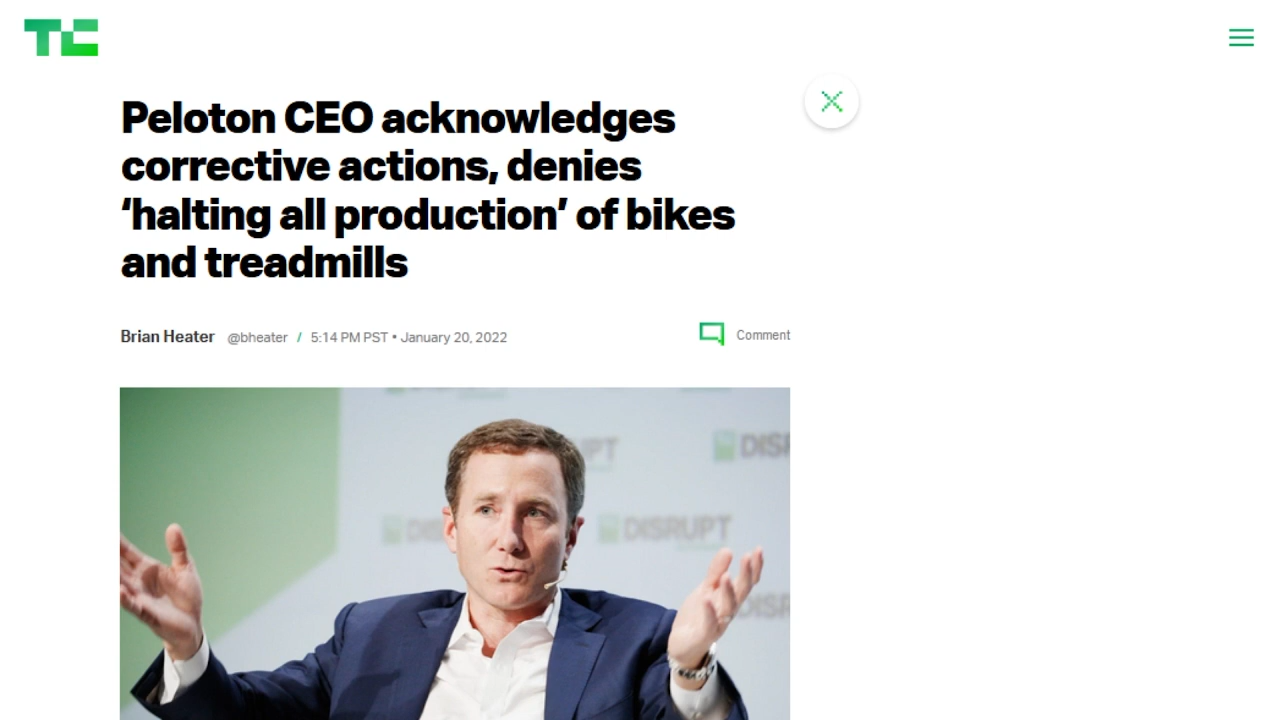 TC
Peloton CEO acknowledges
corrective actions, denies
‘halting all production’ of bikes
and treadmills
Brian Heater @bheater / 5:14 PM PST • January 20, 2022
Comment
DISRUPT